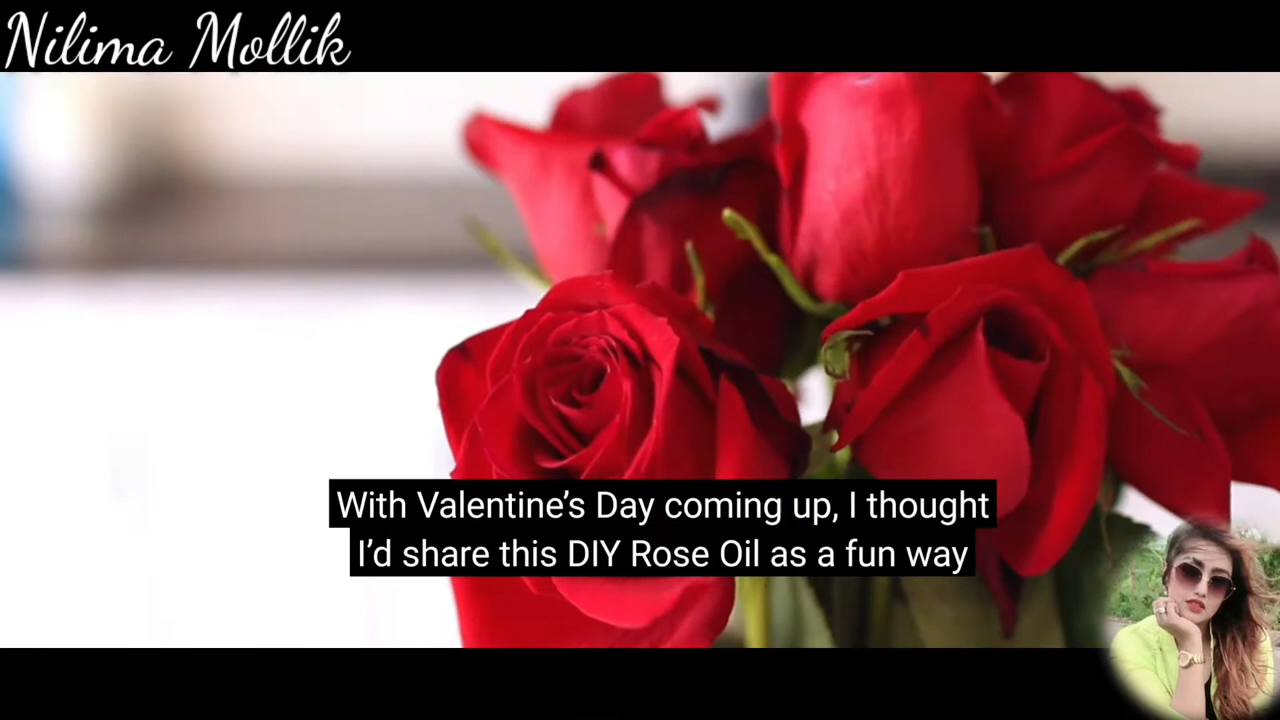 Nilima Mollik
With Valentine’s Day coming up, I thought
I’d share this DIY Rose Oil as a fun way